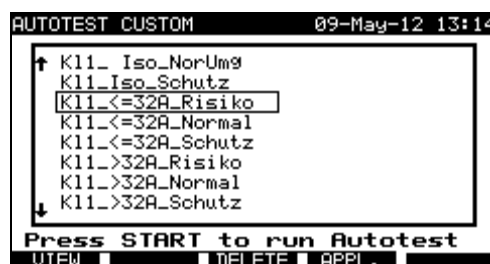 AUTOTEST CUSTOM 09-May-12 13:14
Kl1_ Iso_NorUmg
Kl1_Iso_Schutz
Kl1_<=32A_Risiko
Kl1_<=32A_Normal
Kl1_<=32A_Schutz
Kl1_>32A_Risiko
Kl1_>32A_Normal
Kl1_>32A_Schutz
Press START to run Autotest
VIEW DELETE APPL.